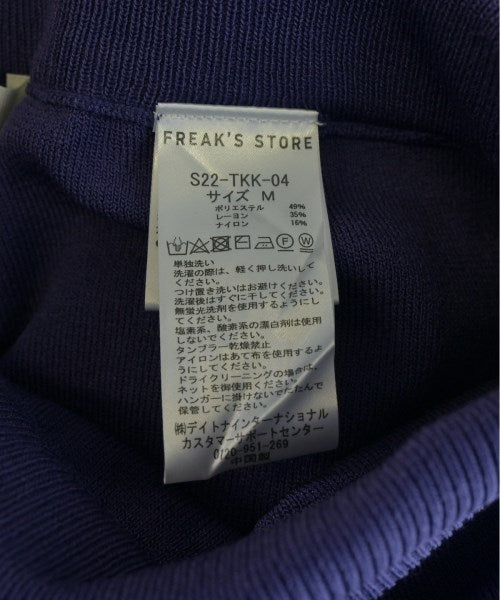 FREAK'S STORE
S22-TKK-04
サイズ M
ポリエステル 49%
レーヨン 35%
ナイロン 16%
単独洗い
洗濯の際は、軽く押し洗いして
ください。
つけ置き洗いはお避けください。
洗濯後はすぐに干してください。
無蛍光洗剤を使用するようにし
てください。
塩素系、酸素系の漂白剤は使用
しないでください。
タンブラー乾燥禁止
アイロンはあて布を使用するよ
うにしてください。
ドライクリーニングの場合は、
ネットを御使用ください。
ハンガーに掛けないでたたんで
保管してください。
㈱デイトナインターナショナル
カスタマーサポートセンター
0120-951-269
中国製